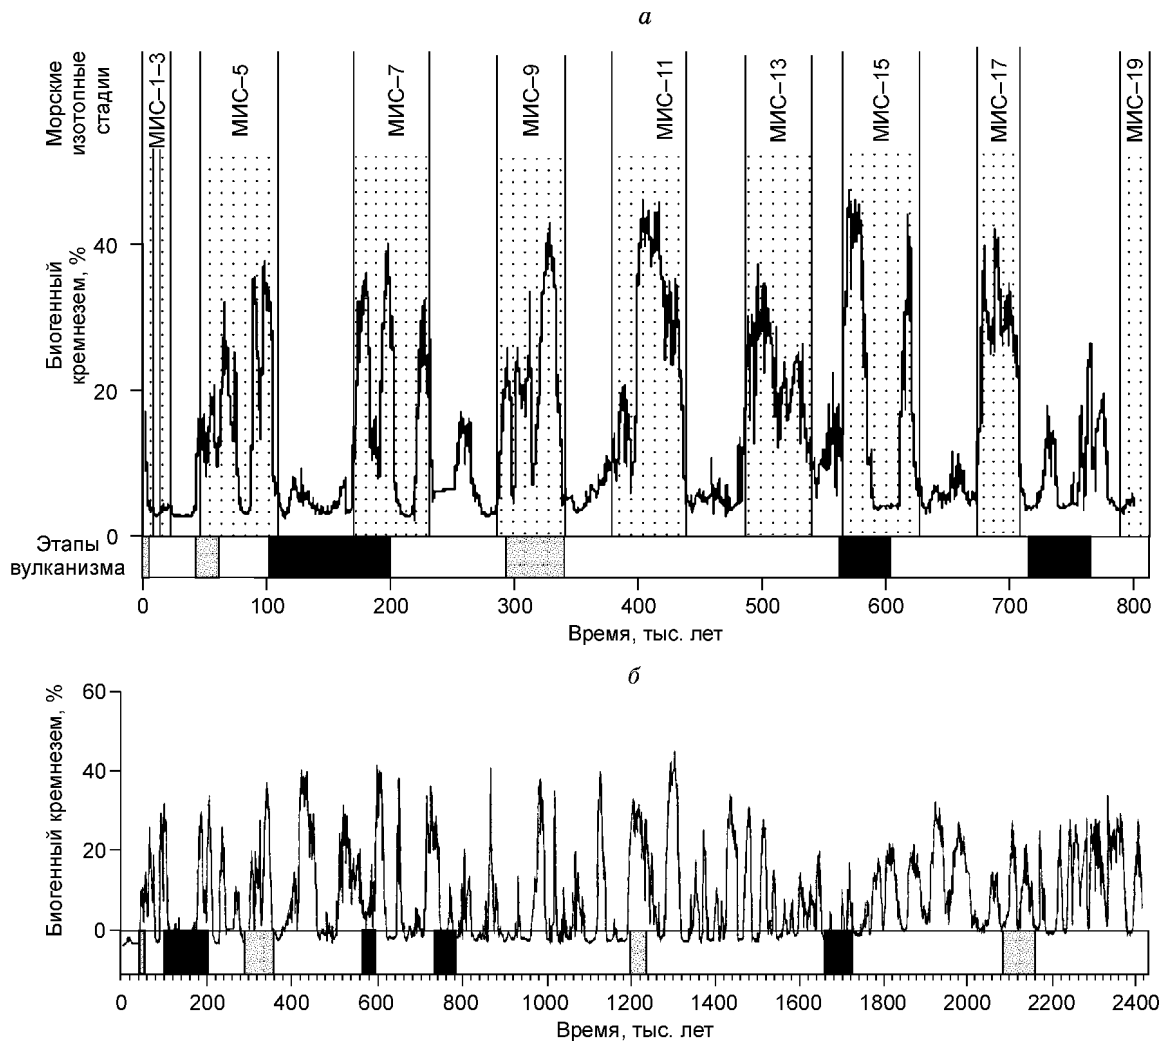 а
Морские
изотопные
стадии
МИС–1–3
МИС–5
МИС–7
МИС–9
МИС–11
МИС–13
МИС–15
МИС–17
МИС–19
Биогенный
кремнезем, %
40
20
0
Этапы
вулканизма
0 100 200 300 400 500 600 700 800
Время, тыс. лет
б
Биогенный кремнезем, %
60
40
20
0
0 200 400 600 800 1000 1200 1400 1600 1800 2000 2200 2400
Время, тыс. лет